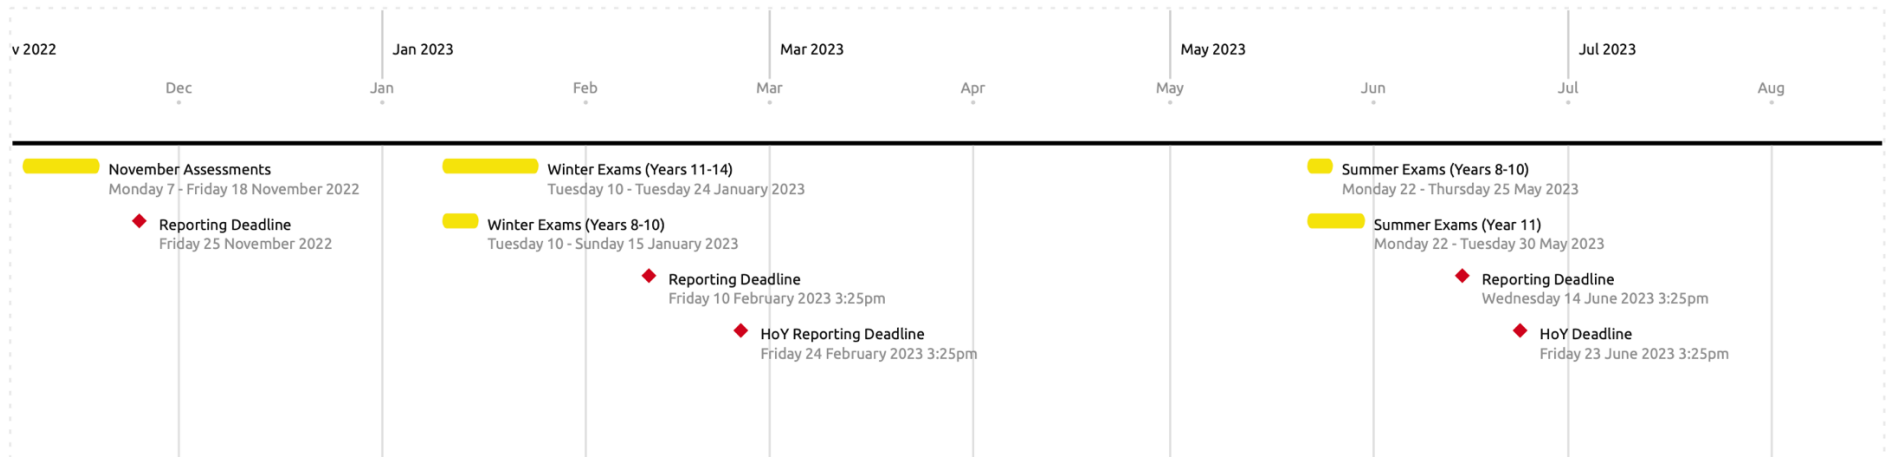 v 2022
Jan 2023
Mar 2023
May 2023
Jul 2023
Dec
Jan
Feb
Mar
Apr
May
Jun
Jul
Aug
November Assessments
Monday 7 - Friday 18 November 2022
Reporting Deadline
Friday 25 November 2022
Winter Exams (Years 11-14)
Tuesday 10 - Tuesday 24 January 2023
Winter Exams (Years 8-10)
Tuesday 10 - Sunday 15 January 2023
Reporting Deadline
Friday 10 February 2023 3:25pm
HoY Reporting Deadline
Friday 24 February 2023 3:25pm
Summer Exams (Years 8-10)
Monday 22 - Thursday 25 May 2023
Summer Exams (Year 11)
Monday 22 - Tuesday 30 May 2023
Reporting Deadline
Wednesday 14 June 2023 3:25pm
HoY Deadline
Friday 23 June 2023 3:25pm